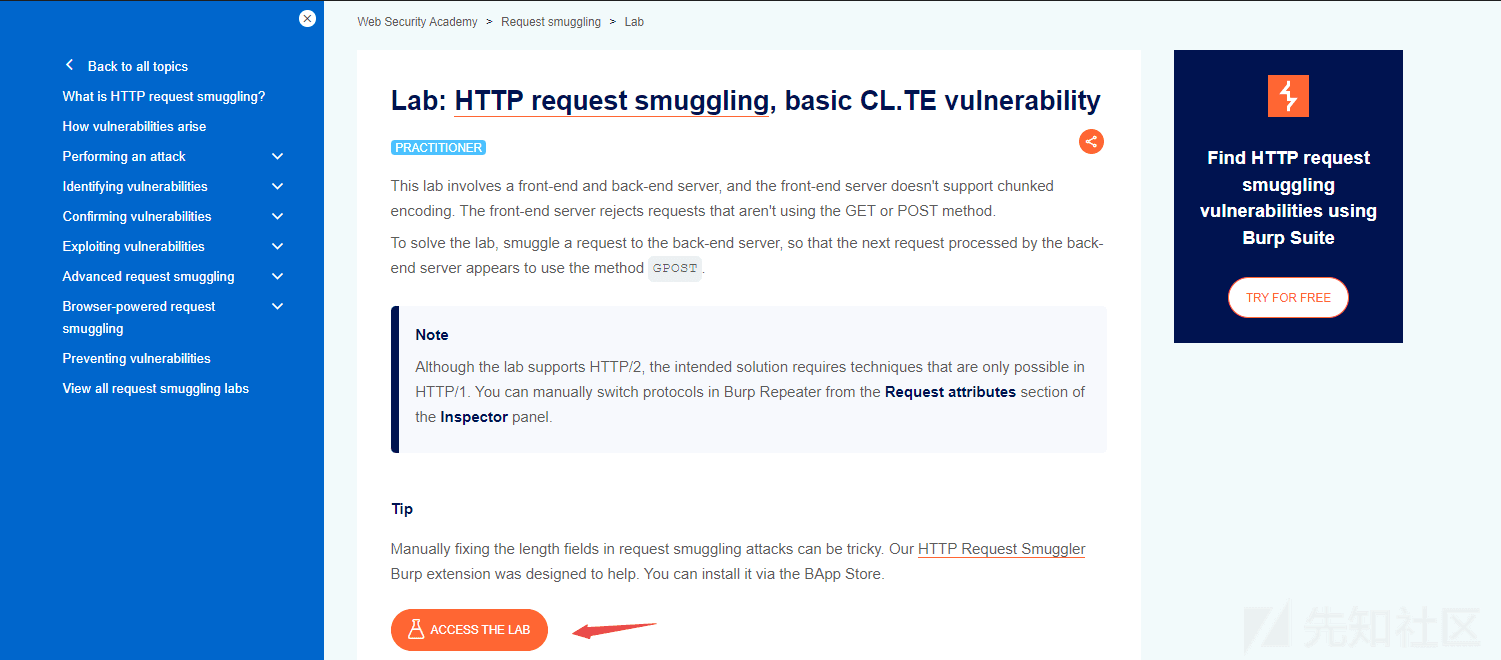 Back to all topics
What is HTTP request smuggling?
How vulnerabilities arise
Performing an attack
Identifying vulnerabilities
Confirming vulnerabilities
Exploiting vulnerabilities
Advanced request smuggling
Browser-powered request
smuggling
Preventing vulnerabilities
View all request smuggling labs
Web Security Academy > Request smuggling > Lab
Lab: HTTP request smuggling, basic CL.TE vulnerability
PRACTITIONER
This lab involves a front-end and back-end server, and the front-end server doesn't support chunked
encoding. The front-end server rejects requests that aren't using the GET or POST method.
To solve the lab, smuggle a request to the back-end server, so that the next request processed by the back-
end server appears to use the method GPOST.
Note
Although the lab supports HTTP/2, the intended solution requires techniques that are only possible in
HTTP/1. You can manually switch protocols in Burp Repeater from the Request attributes section of
the Inspector panel.
Tip
Manually fixing the length fields in request smuggling attacks can be tricky. Our HTTP Request Smuggler
Burp extension was designed to help. You can install it via the BApp Store.
ACCESS THE LAB
Find HTTP request
smuggling
vulnerabilities using
Burp Suite
TRY FOR FREE
先知社区